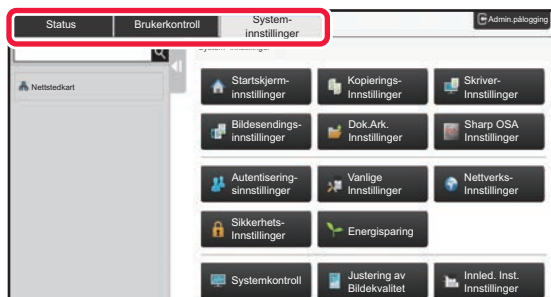 Status
Brukerkontroll
System-
innstillinger
Admin.pålogging
Nettstedkart
Startskjerm-
innstillinger
Kopierings-
Innstillinger
Skriver-
Innstillinger
Bildesendings-
innstillinger
Dok.Ark.
Innstillinger
Sharp OSA
Innstillinger
Autentisering-
sinnstillinger
Vanlige
Innstillinger
Nettverks-
Innstillinger
Sikkerhets-
Innstillinger
Energisparing
Systemkontroll
Justering av
Bildekvalitet
Innled. Inst.
Innstillinger